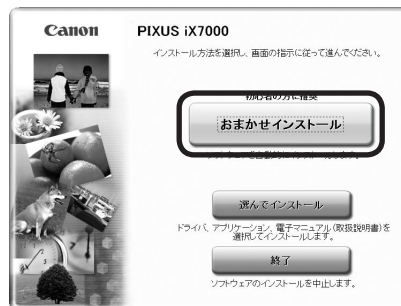 Canon
PIXUS iX7000
インストール方法を選択し、画面の指示に従って進んでください。
初心者の方に推奨
おまかせインストール
選んでインストール
ドライバ、アプリケーション、電子マニュアル(取扱説明書)を
選択してインストールします。
終了
ソフトウェアのインストールを中止します。